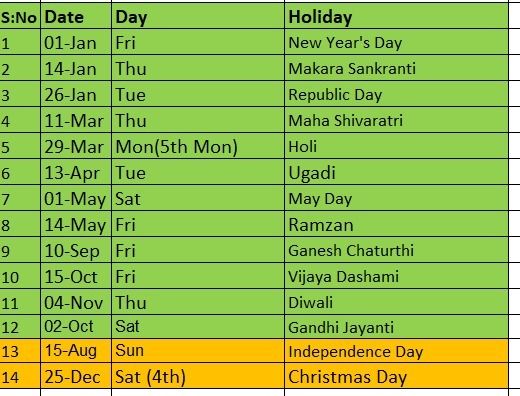 S:No Date Day Holiday
1 01-Jan Fri New Year's Day
2 14-Jan Thu Makara Sankranti
3 26-Jan Tue Republic Day
4 11-Mar Thu Maha Shivaratri
5 29-Mar Mon(5th Mon) Holi
6 13-Apr Tue Ugadi
7 01-May Sat May Day
8 14-May Fri Ramzan
9 10-Sep Fri Ganesh Chaturthi
10 15-Oct Fri Vijaya Dashami
11 04-Nov Thu Diwali
12 02-Oct Sat Gandhi Jayanti
13 15-Aug Sun Independence Day
14 25-Dec Sat (4th) Christmas Day